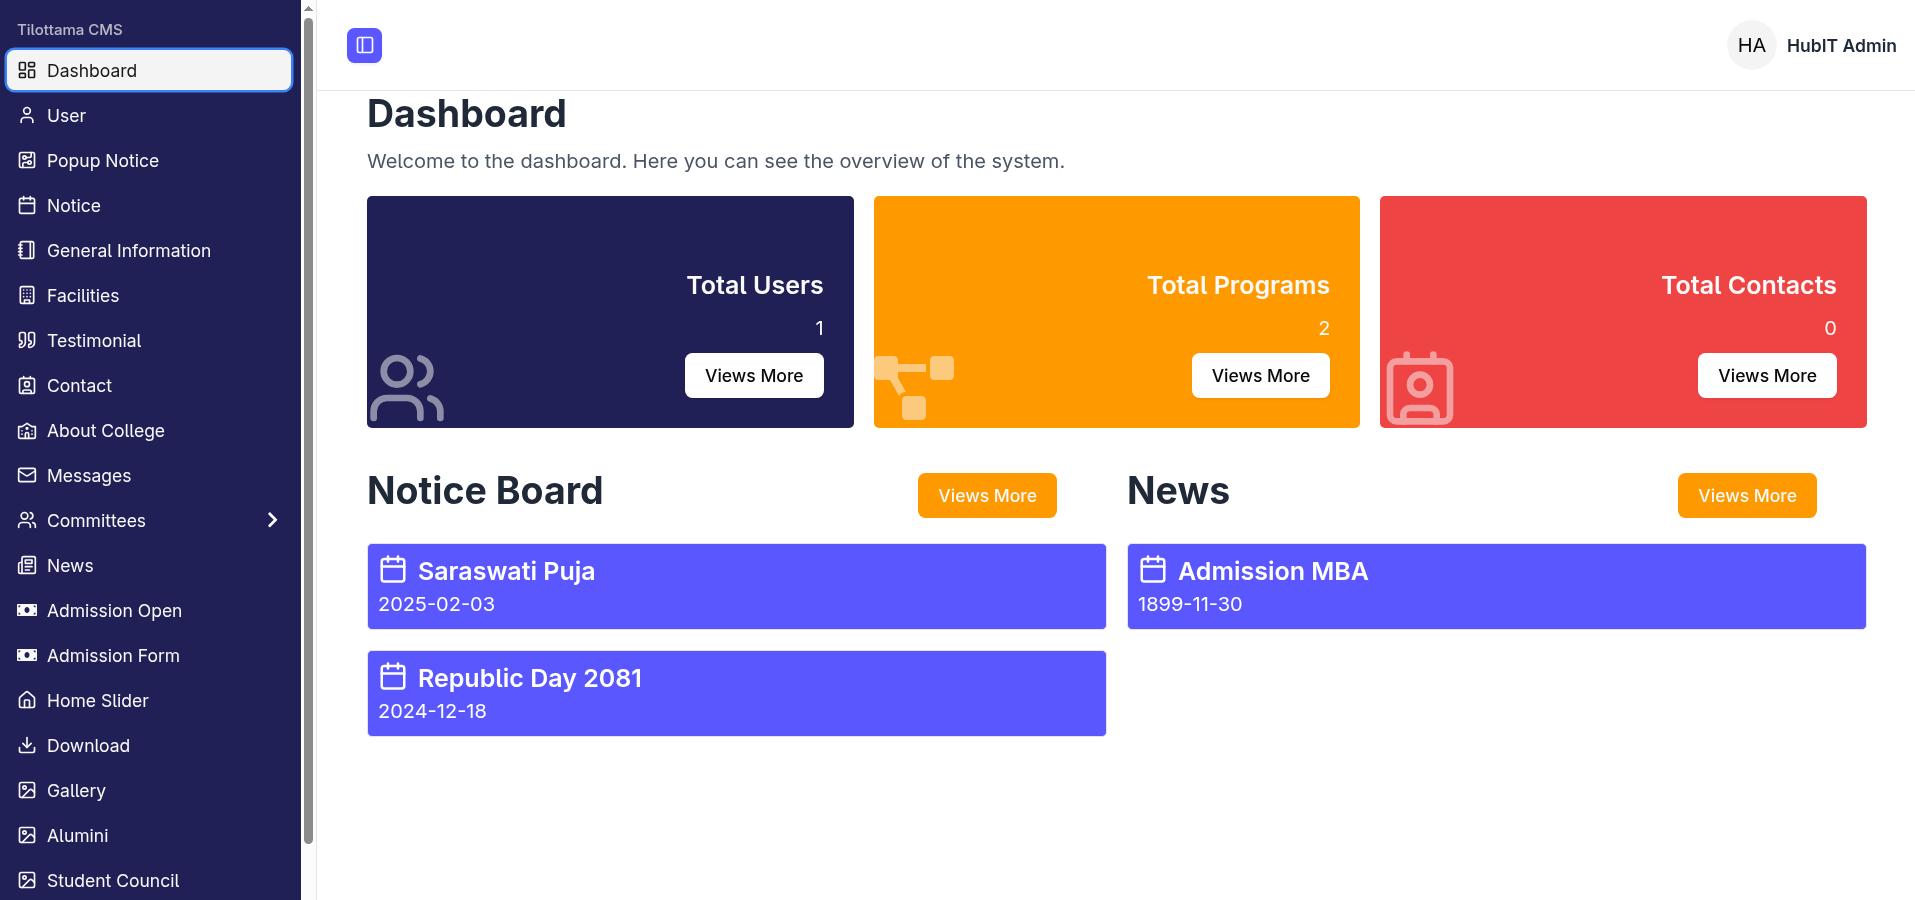 Tilottama CMS
Dashboard
User
Popup Notice
Notice
General Information
Facilities
Testimonial
Contact
About College
Messages
Committees
News
Admission Open
Admission Form
Home Slider
Download
Gallery
Alumini
Student Council
HA HubIT Admin
Dashboard
Welcome to the dashboard. Here you can see the overview of the system.
Total Users
1
Views More
Total Programs
2
Views More
Total Contacts
0
Views More
Notice Board
Views More
Saraswati Puja
2025-02-03
Republic Day 2081
2024-12-18
News
Views More
Admission MBA
1899-11-30